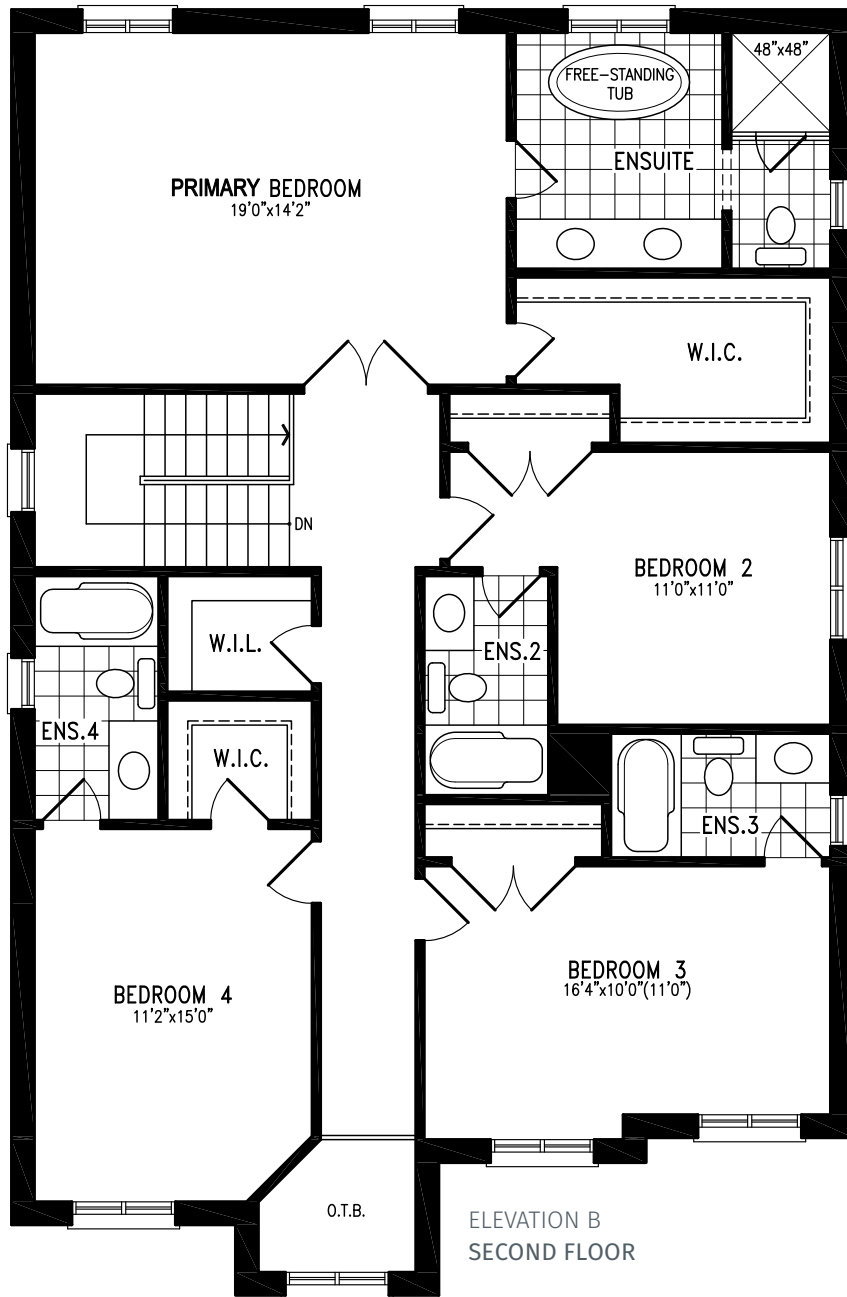 48"x48"
FREE-STANDING
TUB
ENSUITE
PRIMARY BEDROOM
19'0"x14'2"
W.I.C.
DN
BEDROOM 2
11'0"x11'0"
W.I.L.
ENS.2
ENS.4
W.I.C.
ENS.3
BEDROOM 3
16'4"x10'0"(11'0")
BEDROOM 4
11'2"x15'0"
O.T.B.
ELEVATION B
SECOND FLOOR